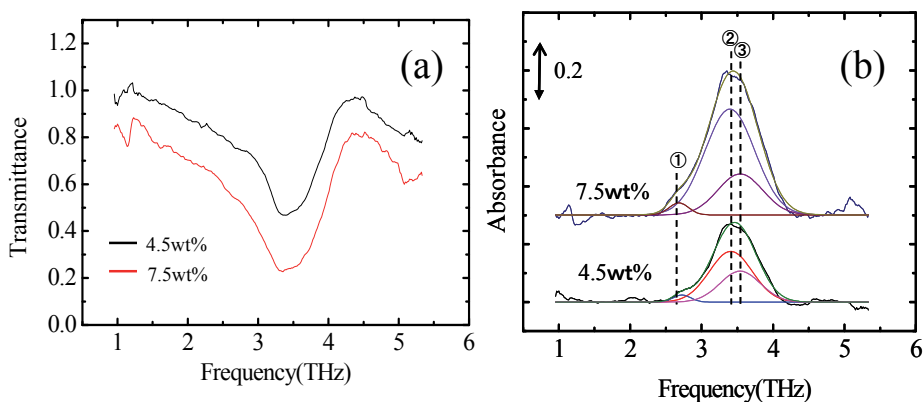 (a)
1.0
0.8
0.6
0.4
0.2
0.0
Transmittance
4.5wt%
7.5wt%
1 2 3 4 5 6
Frequency(THz)
(b)
0.2
① ② ③
7.5wt%
4.5wt%
Absorbance
1 2 3 4 5 6
Frequency(THz)